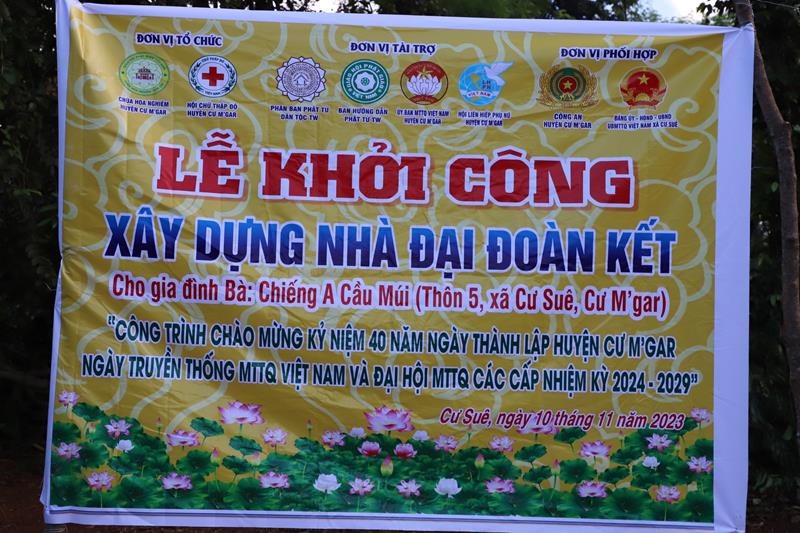 ĐƠN VỊ TỔ CHỨC
ĐƠN VỊ TÀI TRỢ
ĐƠN VỊ PHỐI HỢP
CHÙA HOA NGHIÊM
HUYỆN CƯ M'GAR
HỘI CHỮ THẬP ĐỎ
HUYỆN CƯ M'GAR
PHÂN BAN PHẬT TỬ
DÂN TỘC TW
BAN HƯỚNG DẪN
PHẬT TỬ TW
ỦY BAN MTTQ VIỆT NAM
HUYỆN CƯ M'GAR
HỘI LIÊN HIỆP PHỤ NỮ
HUYỆN CƯ M'GAR
CÔNG AN
HUYỆN CƯ M'GAR
ĐẢNG ỦY - HĐND - UBND
UBMTTQ VIỆT NAM XÃ CƯ SUÊ
LỄ KHỞI CÔNG
XÂY DỰNG NHÀ ĐẠI ĐOÀN KẾT
Cho gia đình Bà: Chiếng A Cầu Múi (Thôn 5, xã Cư Suê, Cư M'gar)
"CÔNG TRÌNH CHÀO MỪNG KỶ NIỆM 40 NĂM NGÀY THÀNH LẬP HUYỆN CƯ M'GAR
NGÀY TRUYỀN THỐNG MTTQ VIỆT NAM VÀ ĐẠI HỘI MTTQ CÁC CẤP NHIỆM KỲ 2024 - 2029"
Cư Suê, ngày 10 tháng 11 năm 2023